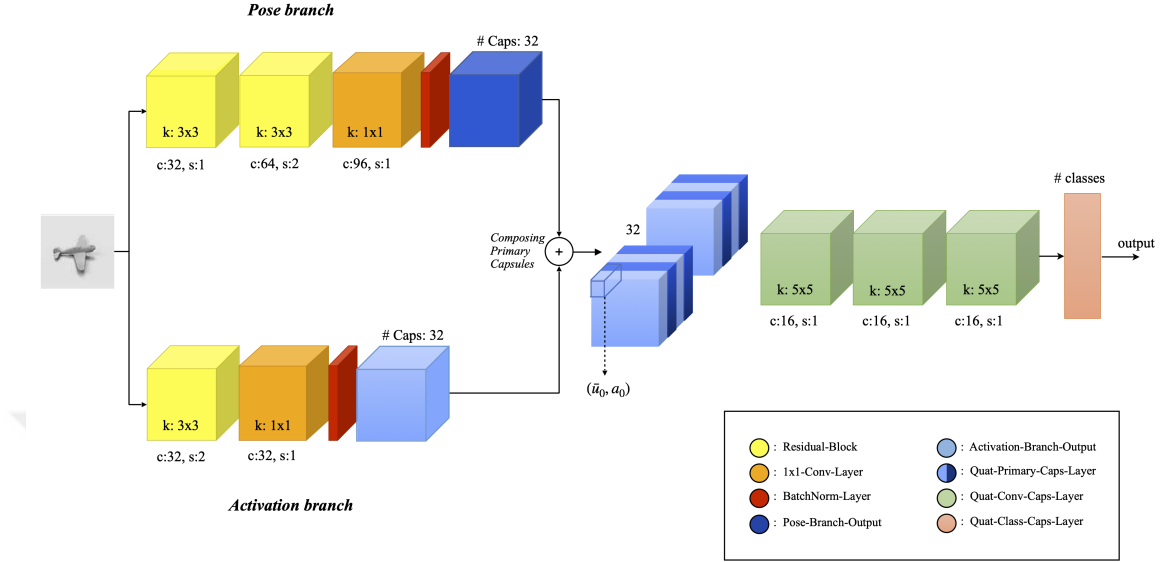 Pose branch
# Caps: 32
k: 3x3
k: 3x3
k: 1x1
c:32, s:1
c:64, s:2
c:96, s:1
# classes
32
Composing
Primary
Capsules
+
output
k: 5x5
k: 5x5
k: 5x5
c:16, s:1
c:16, s:1
c:16, s:1
# Caps: 32
(ū₀, a₀)
k: 3x3
k: 1x1
c:32, s:2
c:32, s:1
Activation branch
: Residual-Block
: 1x1-Conv-Layer
: BatchNorm-Layer
: Pose-Branch-Output
: Activation-Branch-Output
: Quat-Primary-Caps-Layer
: Quat-Conv-Caps-Layer
: Quat-Class-Caps-Layer